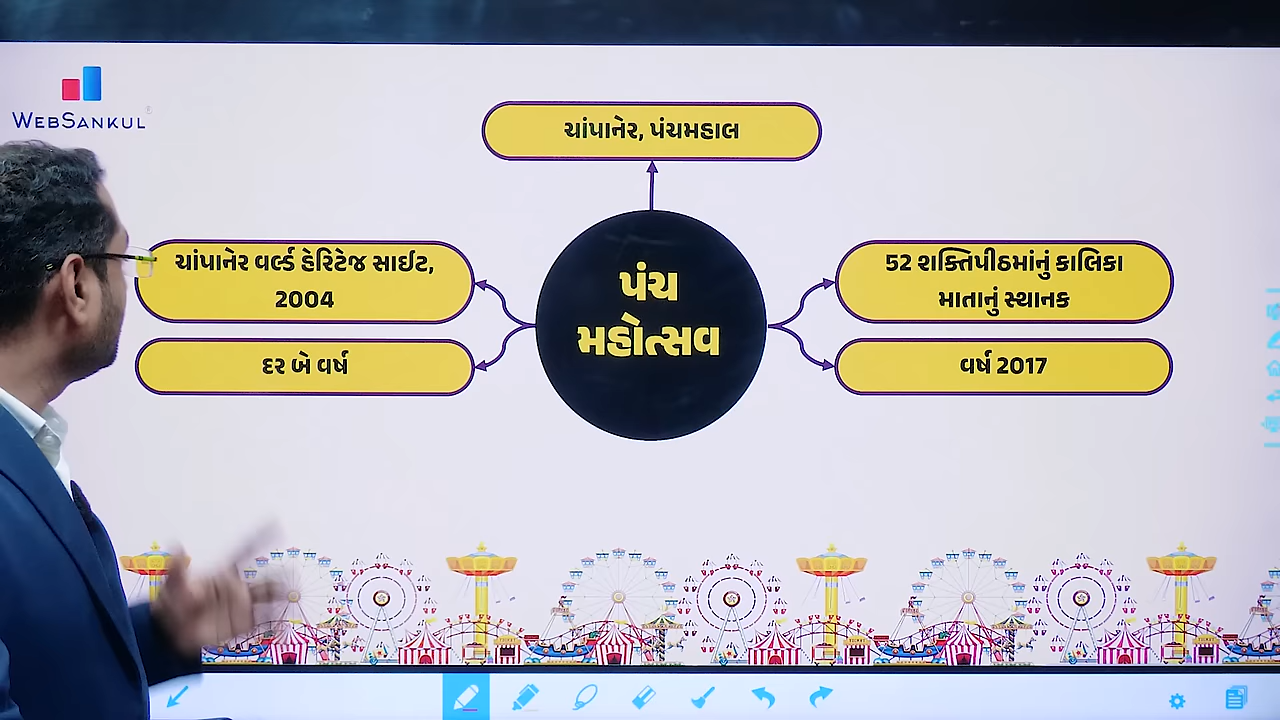 WEBSANKUL
ચાંપાનેર, પંચમહાલ
ચાંપાનેર વર્લ્ડ હેરિટેજ સાઈટ,
2004
દર બે વર્ષ
પંચ
મહોત્સવ
52 શક્તિપીઠમાંનું કાલિકા
માતાનું સ્થાનક
વર્ષ 2017